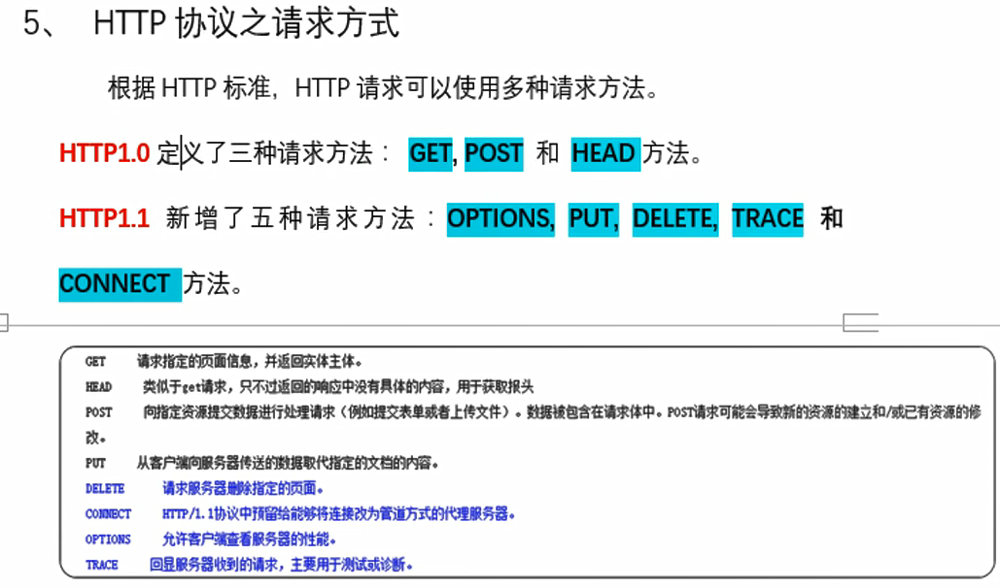 5、 HTTP 协议之请求方式
根据 HTTP 标准，HTTP 请求可以使用多种请求方法。
HTTP1.0 定义了三种请求方法： GET, POST 和 HEAD 方法。
HTTP1.1 新增了五种请求方法：OPTIONS, PUT, DELETE, TRACE 和
CONNECT 方法。
GET 请求指定的页面信息，并返回实体主体。
HEAD 类似于get请求，只不过返回的响应中没有具体的内容，用于获取报头
POST 向指定资源提交数据进行处理请求（例如提交表单或者上传文件）。数据被包含在请求体中。POST请求可能会导致新的资源的建立和/或已有资源的修
改。
PUT 从客户端向服务器传送的数据取代指定的文档的内容。
DELETE 请求服务器删除指定的页面。
CONNECT HTTP/1.1协议中预留给能够将连接改为管道方式的代理服务器。
OPTIONS 允许客户端查看服务器的性能。
TRACE 回显服务器收到的请求，主要用于测试或诊断。